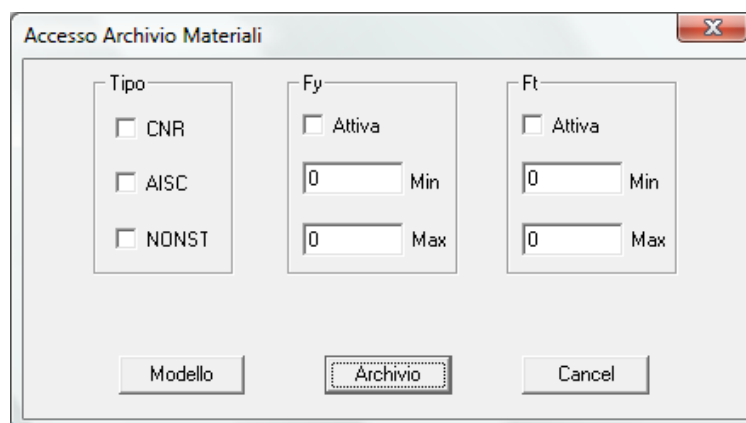 Accesso Archivio Materiali
Tipo
Fy
Ft
CNR
Attiva
Attiva
AISC
0 Min
0 Min
NONST
0 Max
0 Max
Modello
Archivio
Cancel